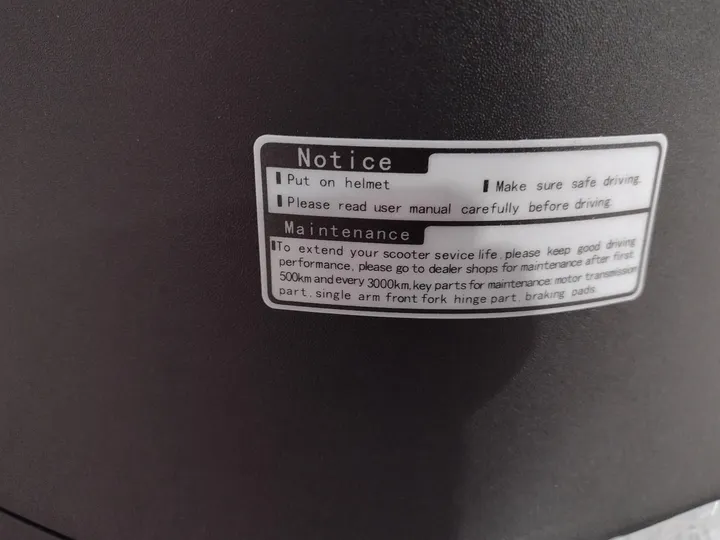 Notice
Put on helmet
Make sure safe driving.
Please read user manual carefully before driving.
Maintenance
To extend your scooter sevice life, please keep good driving
performance, please go to dealer shops for maintenance after first
500km and every 3000km, key parts for maintenance: motor transmission
part, single arm front fork hinge part, braking pads.